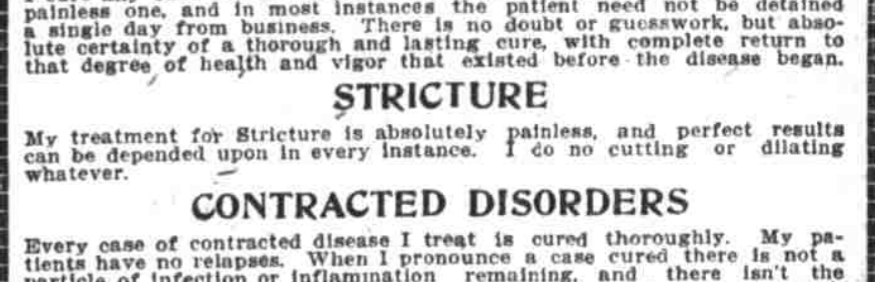 painless one, and in most instances the patient need not be detained
a single day from business. There is no doubt or guesswork, but abso-
lute certainty of a thorough and lasting cure, with complete return to
that degree of health and vigor that existed before the disease began.
STRICTURE
My treatment for Stricture is absolutely painless, and perfect results
can be depended upon in every instance. I do no cutting or dilating
whatever.
CONTRACTED DISORDERS
Every case of contracted disease I treat is cured thoroughly. My pa-
tients have no relapses. When I pronounce a case cured there is not a
particle of infection or inflamination remaining, and there isn't the